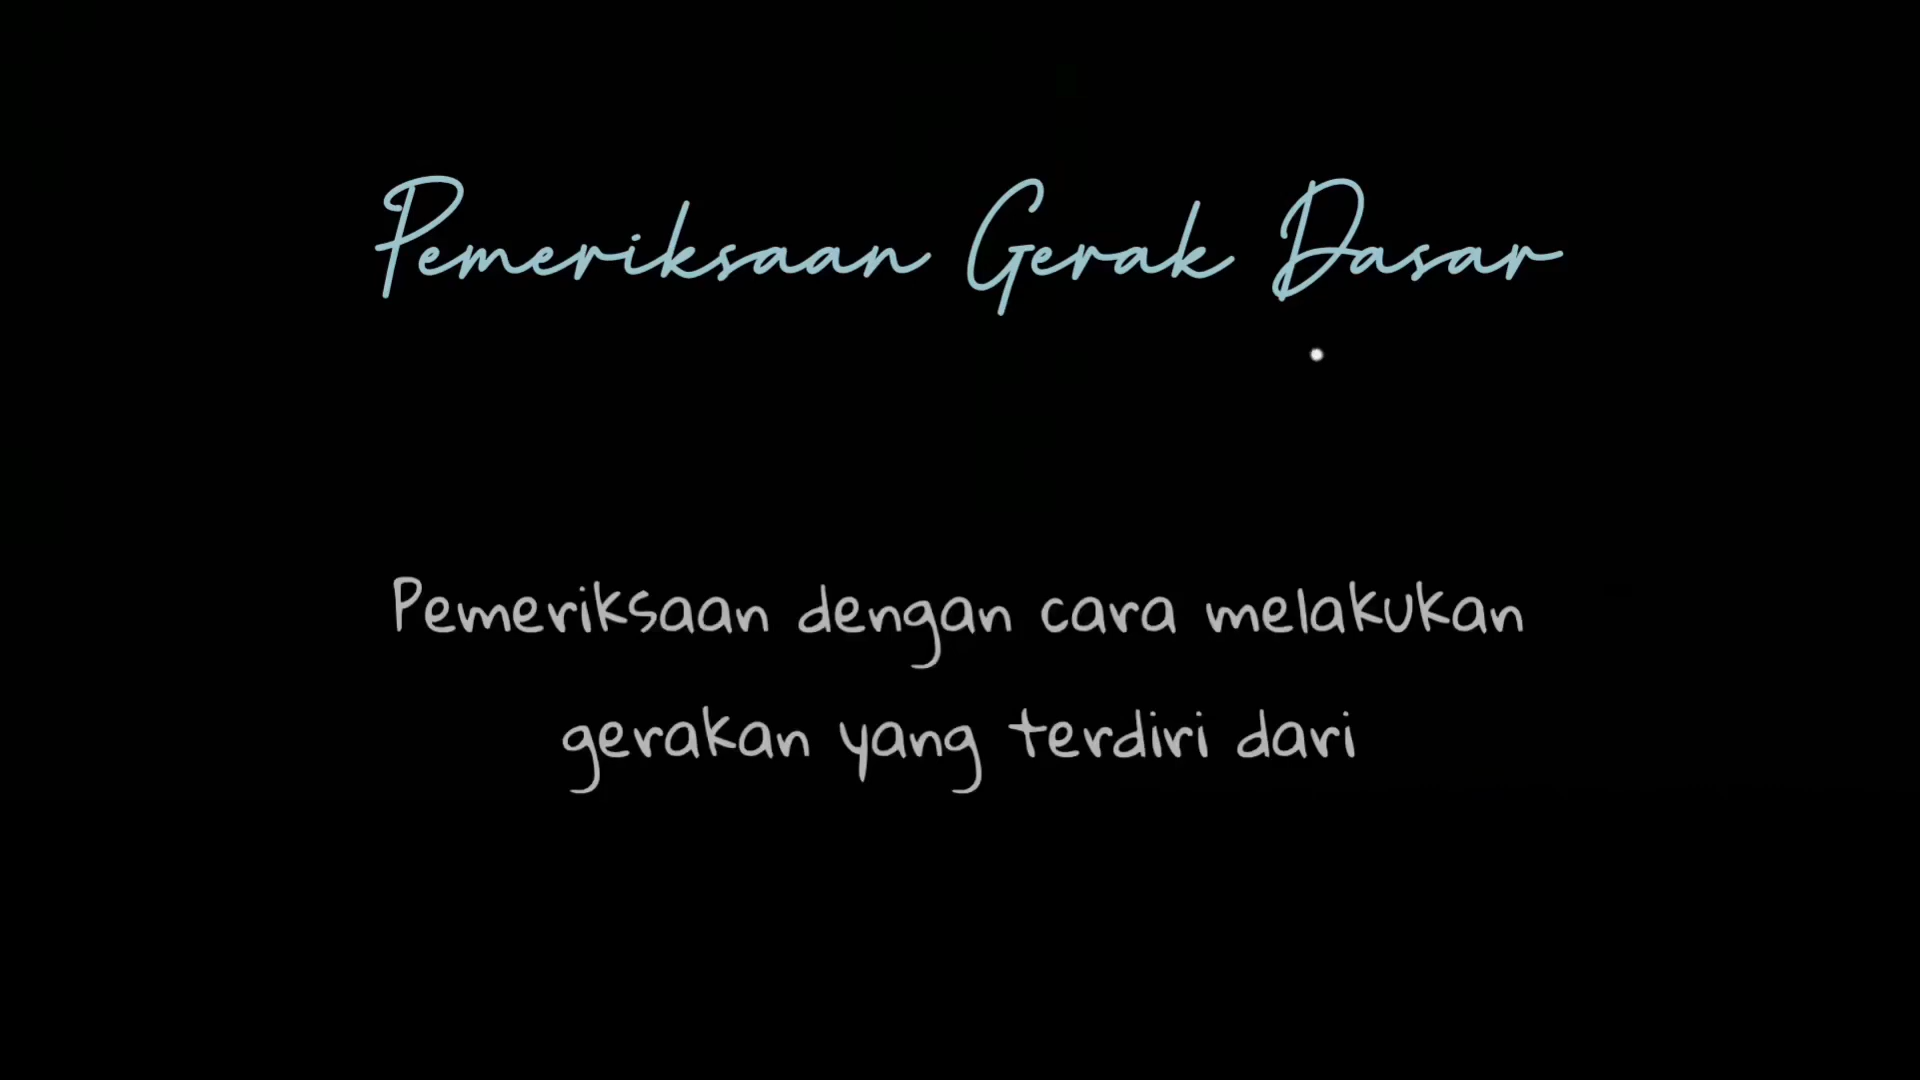 Pemeriksaan Gerak Dasar
Pemeriksaan dengan cara melakukan
gerakan yang terdiri dari